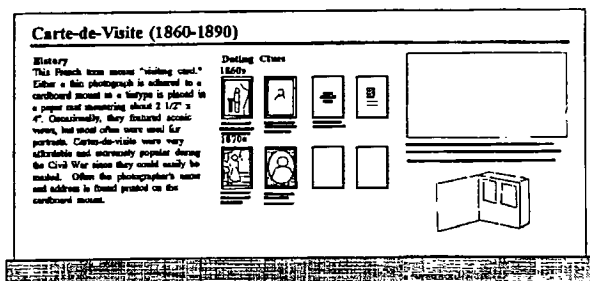 Carte-de-Visite (1860-1890)
History
This French term means "visiting card."
Either a thin photograph is adhered to a
cardboard mount or a tintype is placed in
a paper mat measuring about 2 1/2" x
4". Occasionally, they featured scenic
views, but most often were used for
portraits. Cartes-de-visite were very
affordable and extremely popular during
the Civil War since they could easily be
mailed. Often the photographer's name
and address is found printed on the
cardboard mount.
Dating Clues
1860s
1870s